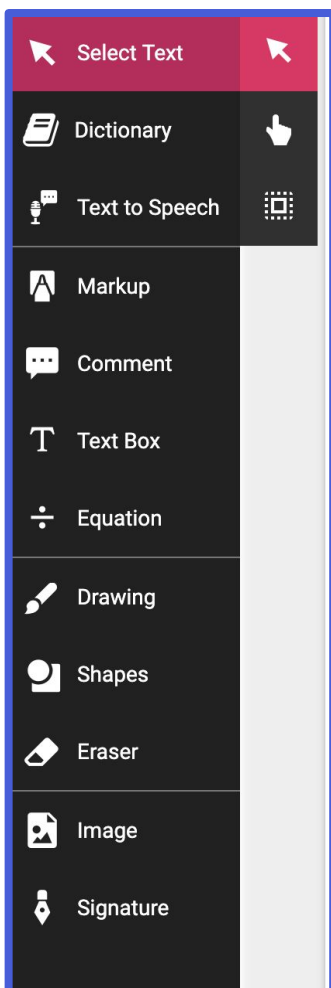 Select Text
Dictionary
Text to Speech
Markup
Comment
Text Box
Equation
Drawing
Shapes
Eraser
Image
Signature